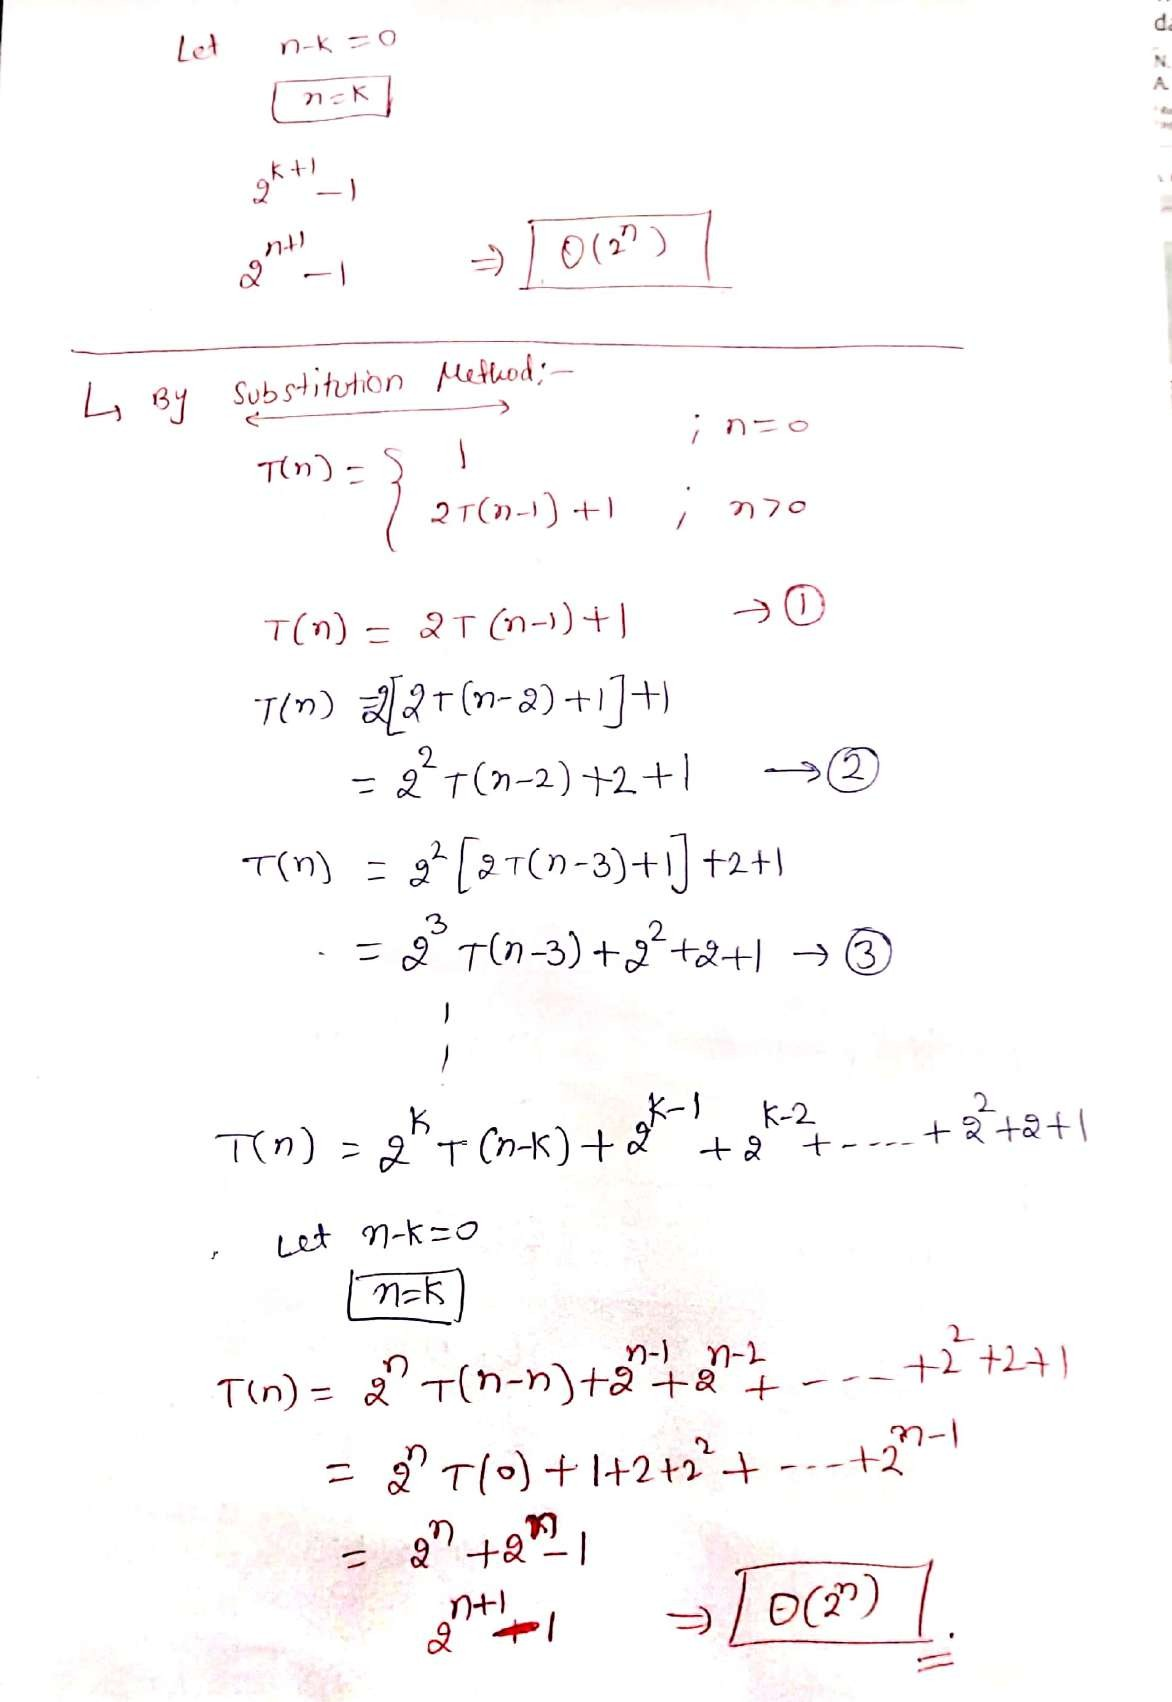 Let n-k=0
n=k
2^{k+1} - 1
2^{n+1} - 1 ⇒ Θ(2^n)
↳ By Substitution Method:-
T(n) = { 1 ; n=0
2T(n-1)+1 ; n>0
T(n) = 2T(n-1)+1 → ①
T(n) = 2[2T(n-2)+1]+1
= 2^2 T(n-2)+2+1 → ②
T(n) = 2^2 [2T(n-3)+1]+2+1
= 2^3 T(n-3)+2^2+2+1 → ③
T(n) = 2^k T(n-k)+2^{k-1}+2^{k-2}+-----+2^2+2+1
Let n-k=0
n=k
T(n) = 2^n T(n-n)+2^{n-1}+2^{n-2}+----+2^2+2+1
= 2^n T(0)+1+2+2^2+----+2^{n-1}
= 2^n+2^n-1
2^{n+1}-1 ⇒ Θ(2^n).